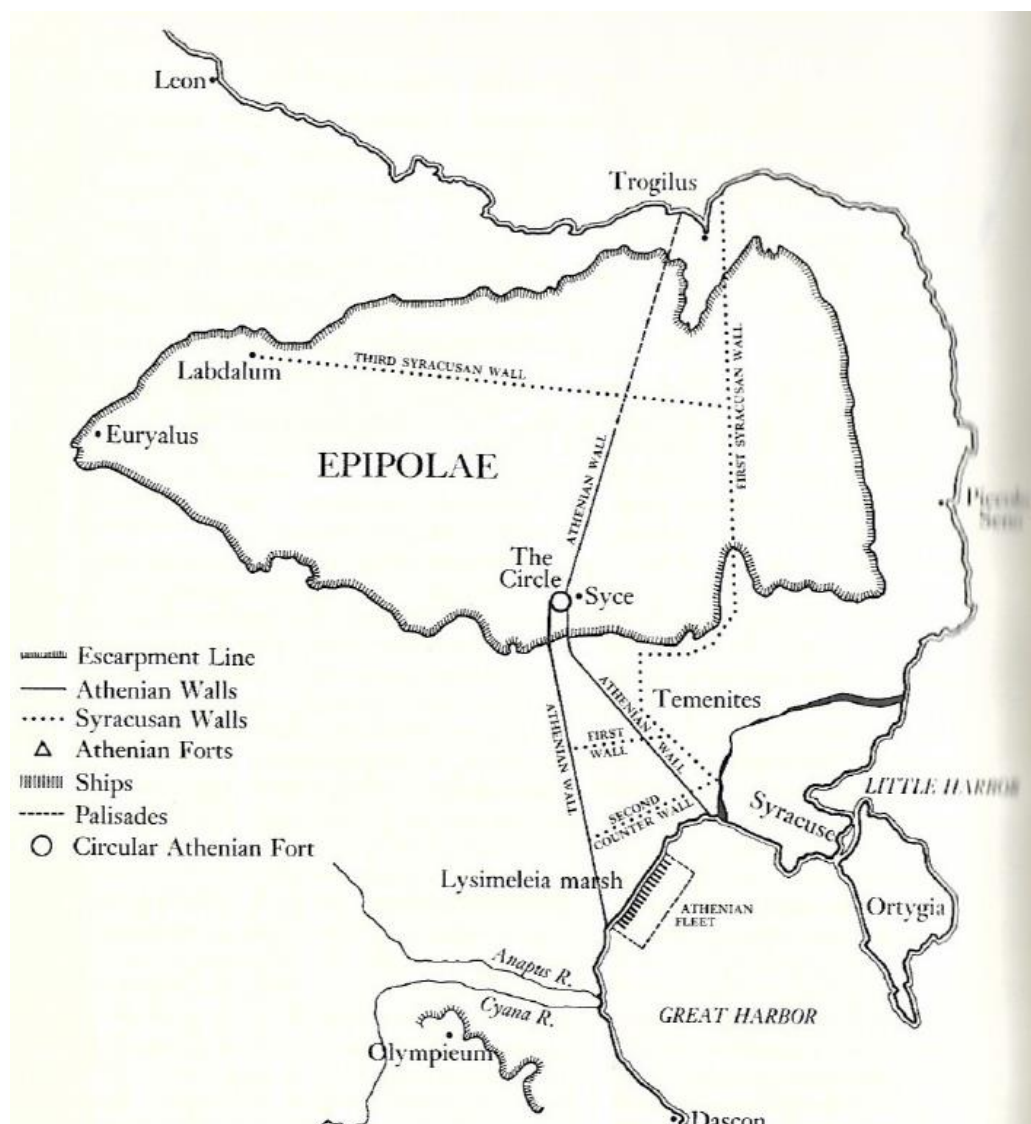 Leon
Trogilus
THIRD SYRACUSAN WALL
Labdalum
FIRST SYRACUSAN WALL
Euryalus
ATHENIAN WALL
EPIPOLAE
The
Circle
Syce
Escarpment Line
Athenian Walls
Syracusan Walls
Athenian Forts
Ships
Palisades
Circular Athenian Fort
ATHENIAN WALL
ATHENIAN WALL
Temenites
FIRST
WALL
SECOND
COUNTER WALL
LITTLE HARBOR
Syracuse
Lysimeleia marsh
ATHENIAN
FLEET
Ortygia
Anapus R.
Cyana R.
GREAT HARBOR
Olympieum
Dascon